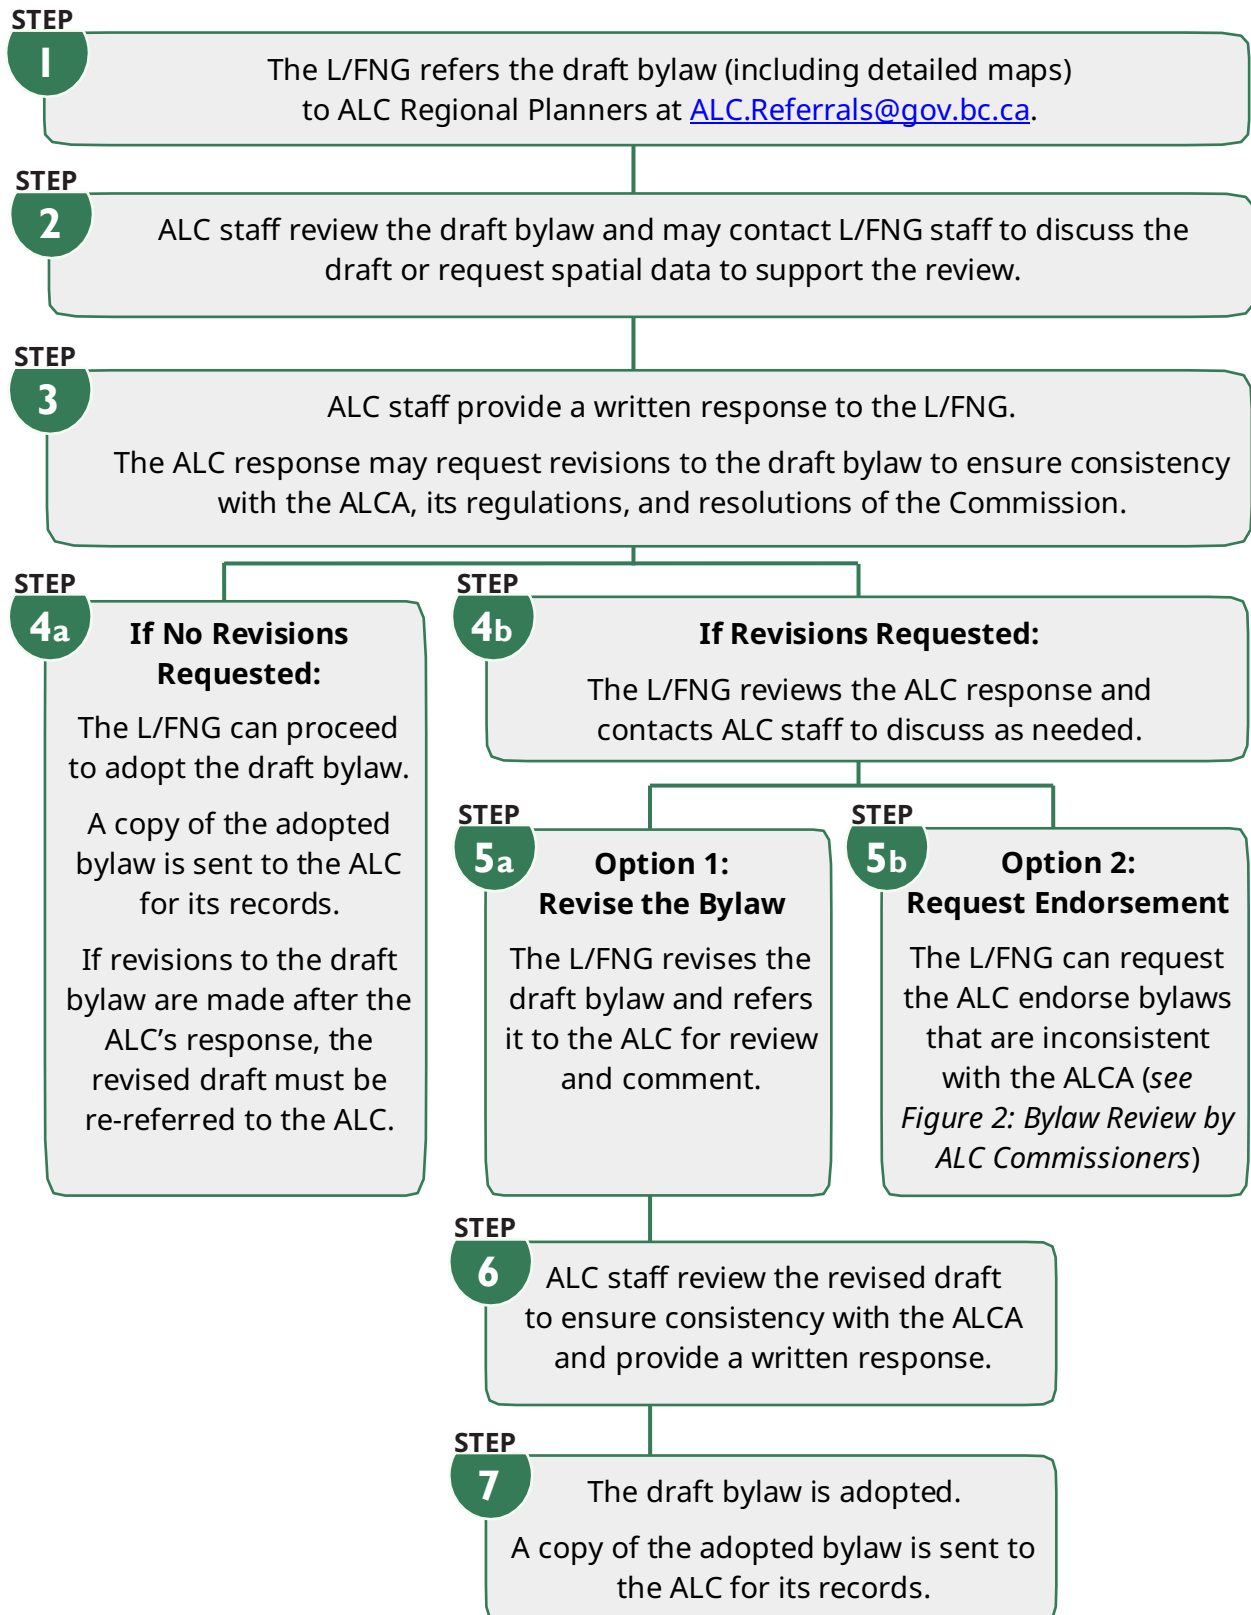 STEP
1
The L/FNG refers the draft bylaw (including detailed maps)
to ALC Regional Planners at ALC.Referrals@gov.bc.ca.
STEP
2
ALC staff review the draft bylaw and may contact L/FNG staff to discuss the
draft or request spatial data to support the review.
STEP
3
ALC staff provide a written response to the L/FNG.
The ALC response may request revisions to the draft bylaw to ensure consistency
with the ALCA, its regulations, and resolutions of the Commission.
STEP
4a
If No Revisions
Requested:
The L/FNG can proceed
to adopt the draft bylaw.
A copy of the adopted
bylaw is sent to the ALC
for its records.
If revisions to the draft
bylaw are made after the
ALC’s response, the
revised draft must be
re-referred to the ALC.
STEP
4b
If Revisions Requested:
The L/FNG reviews the ALC response and
contacts ALC staff to discuss as needed.
STEP
5a
Option 1:
Revise the Bylaw
The L/FNG revises the
draft bylaw and refers
it to the ALC for review
and comment.
STEP
5b
Option 2:
Request Endorsement
The L/FNG can request
the ALC endorse bylaws
that are inconsistent
with the ALCA (see
Figure 2: Bylaw Review by
ALC Commissioners)
STEP
6
ALC staff review the revised draft
to ensure consistency with the ALCA
and provide a written response.
STEP
7
The draft bylaw is adopted.
A copy of the adopted bylaw is sent to
the ALC for its records.